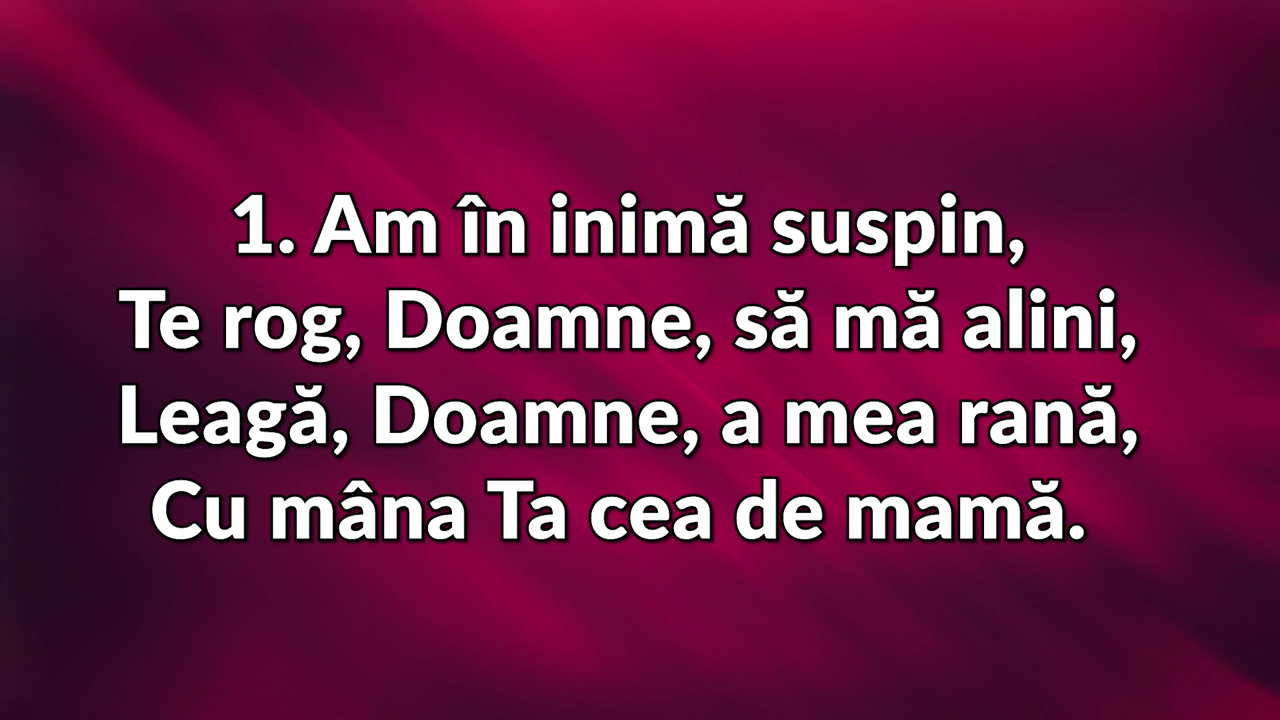 1. Am în inimă suspin,
Te rog, Doamne, să mă alini,
Leagă, Doamne, a mea rană,
Cu mâna Ta cea de mamă.